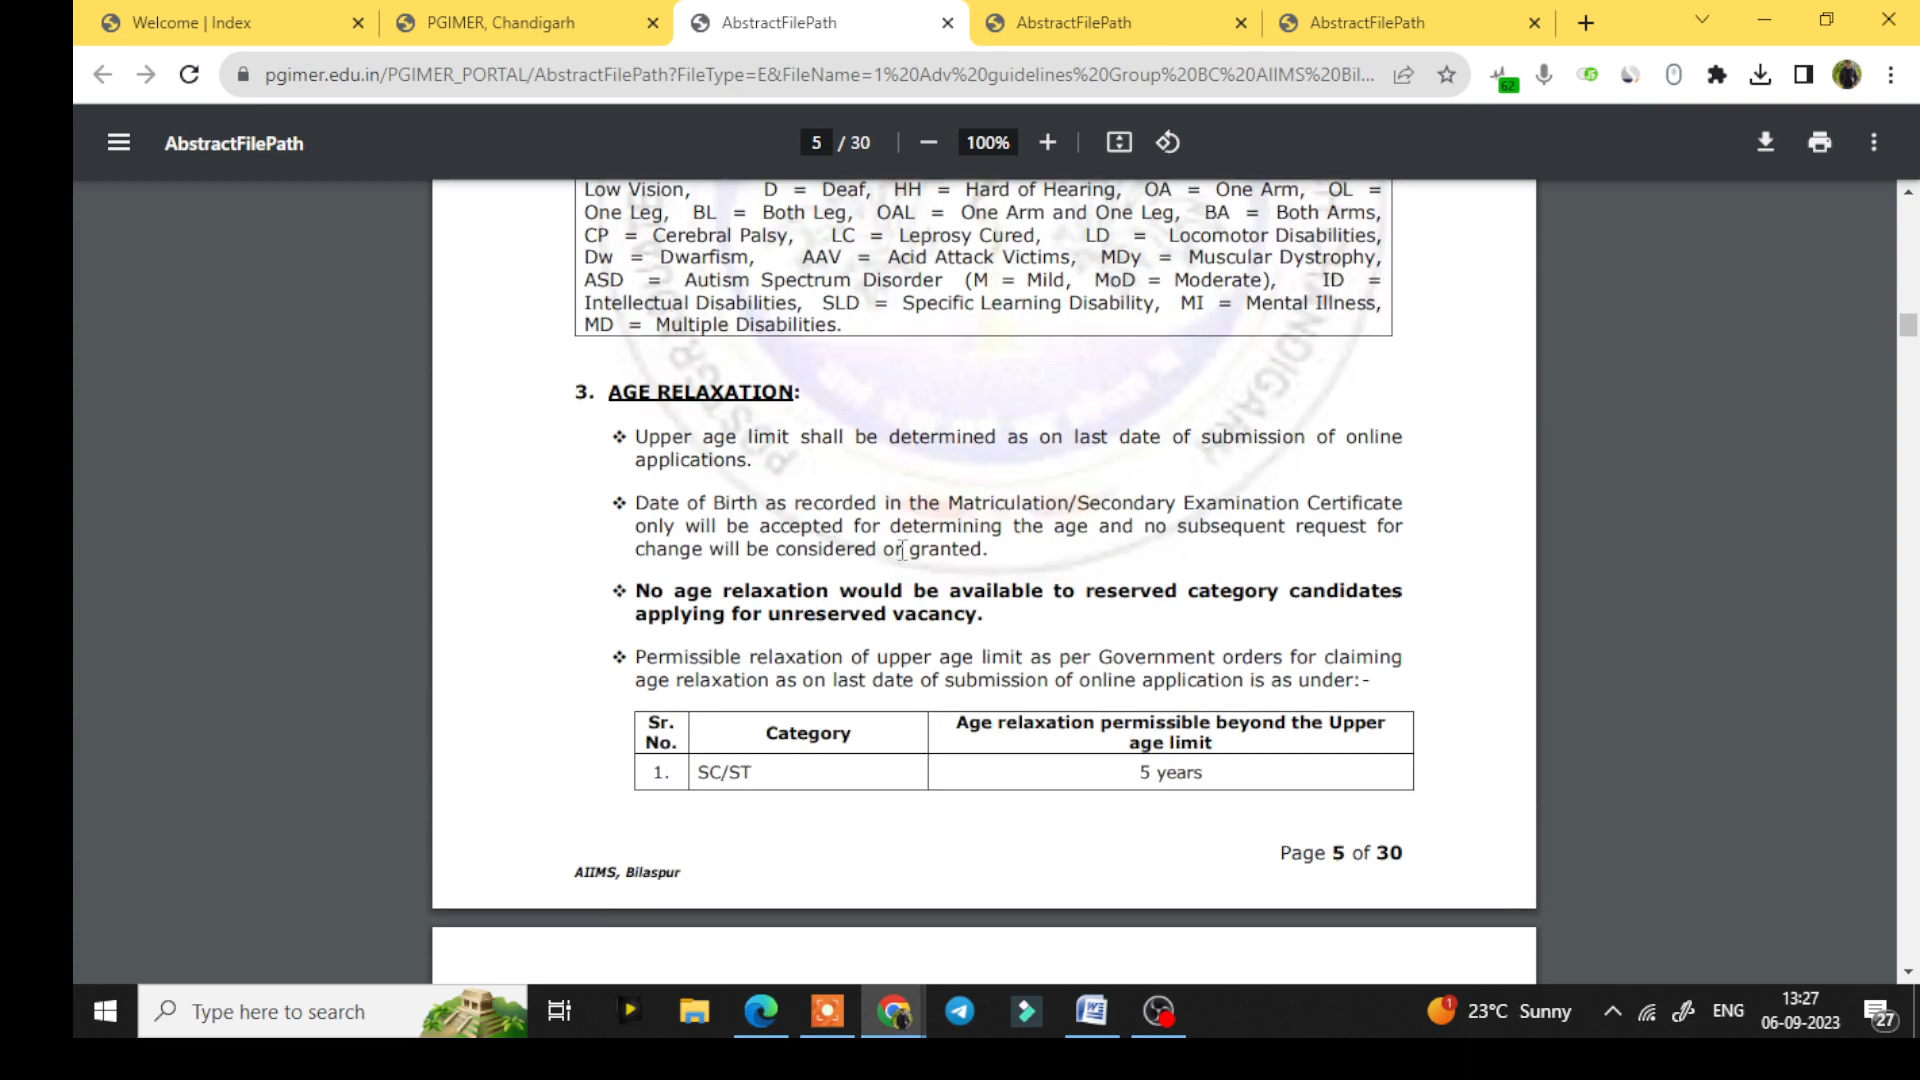 Welcome | Index
PGIMER, Chandigarh
AbstractFilePath
AbstractFilePath
AbstractFilePath
pgimer.edu.in/PGIMER_PORTAL/AbstractFilePath?FileType=E&FileName=1%20Adv%20guidelines%20Group%20BC%20AIIMS%20Bil...
62
AbstractFilePath
5 / 30
100%
Low Vision, D = Deaf, HH = Hard of Hearing, OA = One Arm, OL =
One Leg, BL = Both Leg, OAL = One Arm and One Leg, BA = Both Arms,
CP = Cerebral Palsy, LC = Leprosy Cured, LD = Locomotor Disabilities,
Dw = Dwarfism, AAV = Acid Attack Victims, MDy = Muscular Dystrophy,
ASD = Autism Spectrum Disorder (M = Mild, MoD = Moderate), ID =
Intellectual Disabilities, SLD = Specific Learning Disability, MI = Mental Illness,
MD = Multiple Disabilities.
3. AGE RELAXATION:
❖ Upper age limit shall be determined as on last date of submission of online
applications.
❖ Date of Birth as recorded in the Matriculation/Secondary Examination Certificate
only will be accepted for determining the age and no subsequent request for
change will be considered or granted.
❖ No age relaxation would be available to reserved category candidates
applying for unreserved vacancy.
❖ Permissible relaxation of upper age limit as per Government orders for claiming
age relaxation as on last date of submission of online application is as under:-
Sr. No. Category Age relaxation permissible beyond the Upper age limit
1. SC/ST 5 years
Page 5 of 30
AIIMS, Bilaspur
Type here to search
1
23°C Sunny
ENG
13:27
06-09-2023
27